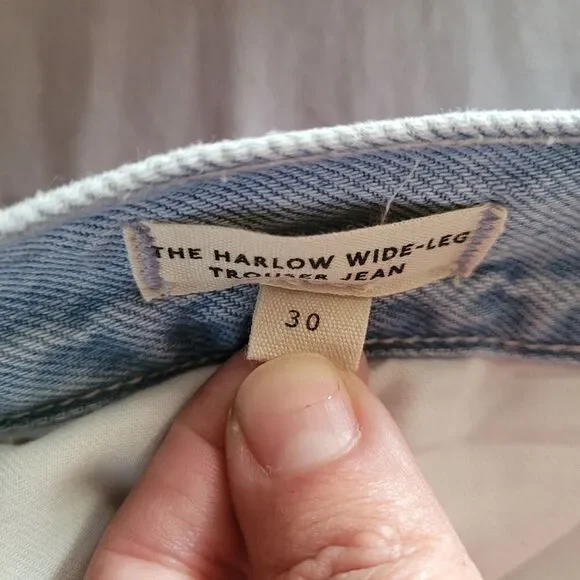 THE HARLOW WIDE-LEG
TROUSER JEAN
30